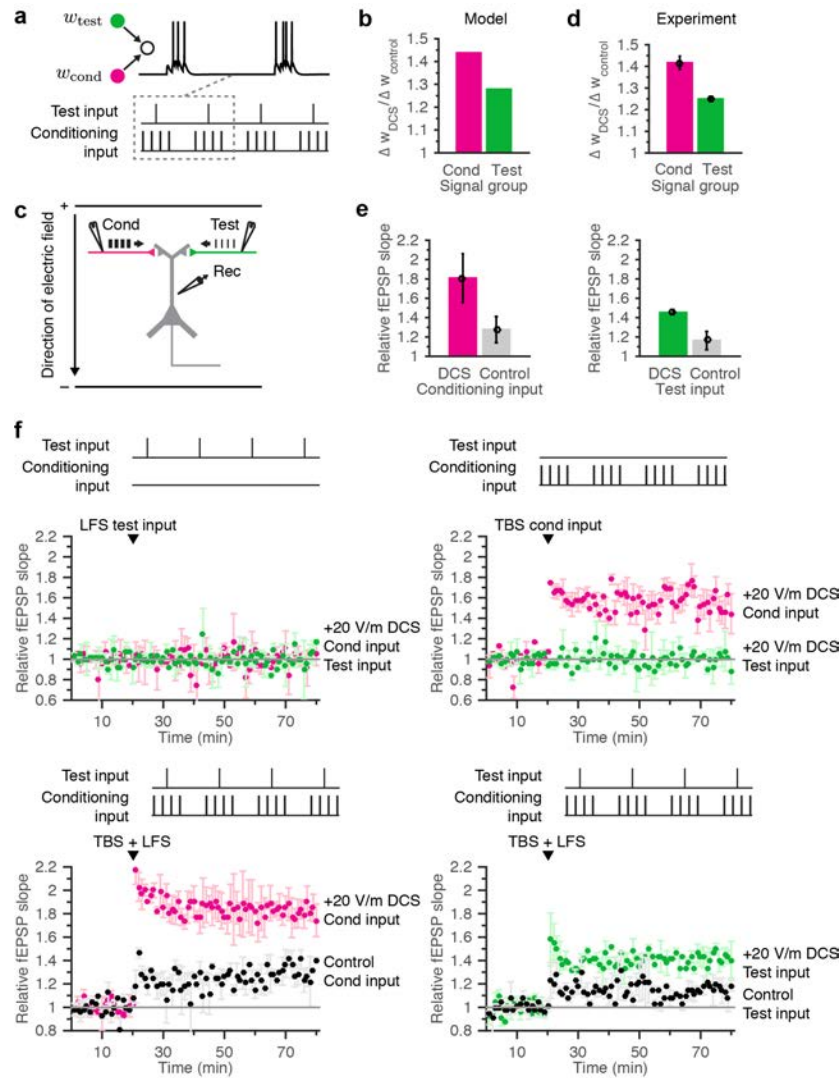 a
w_test
w_cond
Test input
Conditioning
input
b
Model
Δ w_DCS/Δ w_control
1.5
1.4
1.3
1.2
1.1
1
Cond Test
Signal group
d
Experiment
Δ w_DCS/Δ w_control
1.5
1.4
1.3
1.2
1.1
1
Cond Test
Signal group
c
Direction of electric field
+
−
Cond
Test
Rec
e
Relative fEPSP slope
2.2
2
1.8
1.6
1.4
1.2
1
DCS Control
Conditioning input
Relative fEPSP slope
2.2
2
1.8
1.6
1.4
1.2
1
DCS Control
Test input
f
Test input
Conditioning
input
LFS test input
Relative fEPSP slope
2.2
2
1.8
1.6
1.4
1.2
1
0.8
0.6
+20 V/m DCS
Cond input
Test input
10 30 50 70
Time (min)
Test input
Conditioning
input
TBS cond input
Relative fEPSP slope
2.2
2
1.8
1.6
1.4
1.2
1
0.8
0.6
+20 V/m DCS
Cond input
+20 V/m DCS
Test input
10 30 50 70
Time (min)
Test input
Conditioning
input
TBS + LFS
Relative fEPSP slope
2.2
2
1.8
1.6
1.4
1.2
1
0.8
+20 V/m DCS
Cond input
Control
Cond input
10 30 50 70
Time (min)
Test input
Conditioning
input
TBS + LFS
Relative fEPSP slope
2.2
2
1.8
1.6
1.4
1.2
1
0.8
+20 V/m DCS
Test input
Control
Test input
10 30 50 70
Time (min)